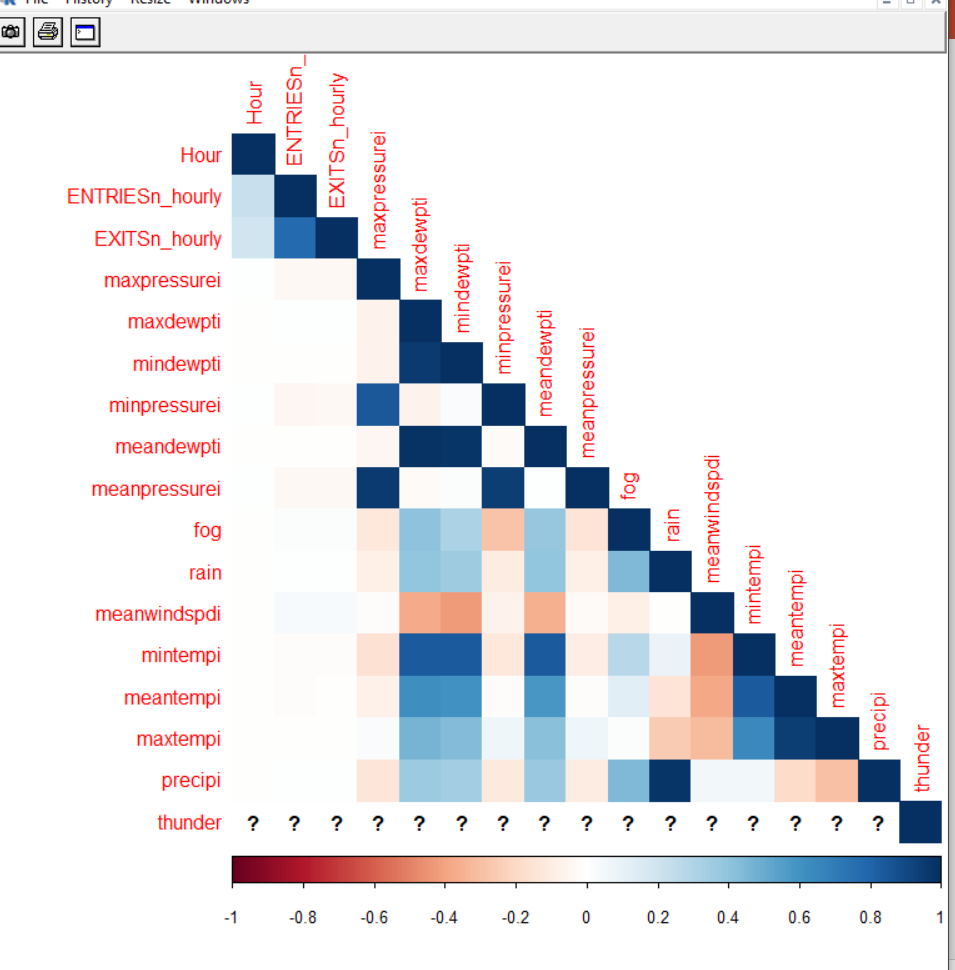 File History Resize Windows
Hour
ENTRIESn_
EXITSn_hourly
maxpressurei
maxdewpti
mindewpti
minpressurei
meandewpti
meanpressurei
fog
rain
meanwindspdi
mintempi
meantempi
maxtempi
precipi
thunder
Hour
ENTRIESn_hourly
EXITSn_hourly
maxpressurei
maxdewpti
mindewpti
minpressurei
meandewpti
meanpressurei
fog
rain
meanwindspdi
mintempi
meantempi
maxtempi
precipi
thunder ? ? ? ? ? ? ? ? ? ? ? ? ? ? ? ?
-1 -0.8 -0.6 -0.4 -0.2 0 0.2 0.4 0.6 0.8 1